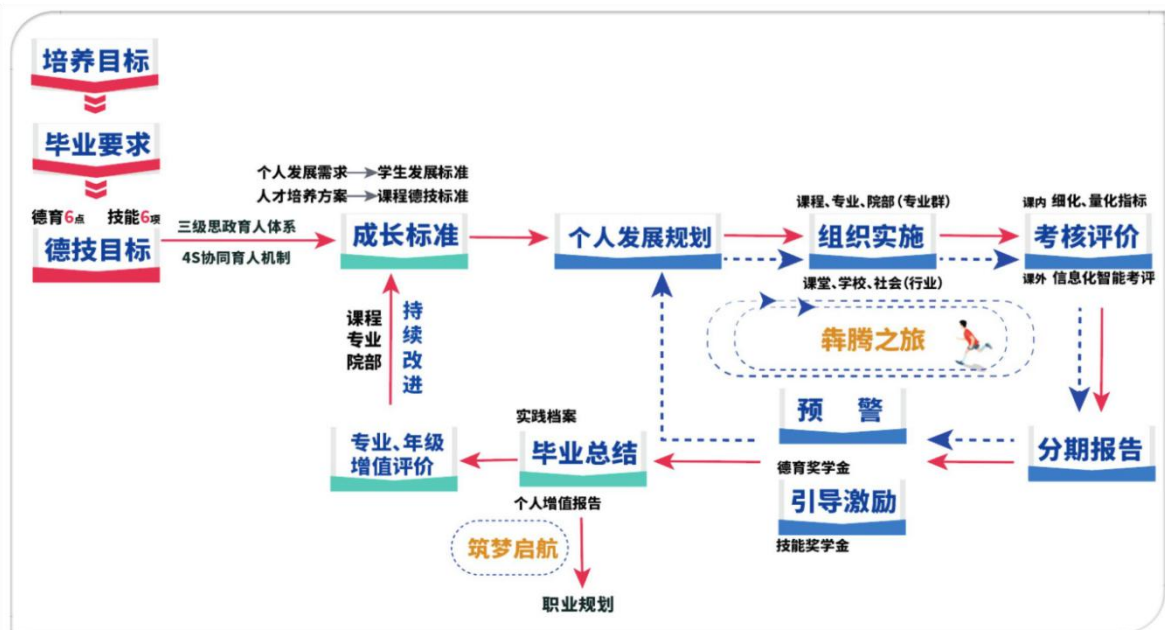 培养目标
毕业要求
德育6点 技能6项
德技目标
三级思政育人体系
4S协同育人机制
个人发展需求 学生发展标准
人才培养方案 课程德技标准
成长标准
个人发展规划
课程、专业、院部(专业群)
组织实施
课堂、学校、社会(行业)
课内 细化、量化指标
考核评价
课外 信息化智能考评
犇腾之旅
课程
专业
院部
持续改进
预 警
分期报告
德育奖学金
引导激励
技能奖学金
实践档案
毕业总结
个人增值报告
专业、年级
增值评价
筑梦启航
职业规划